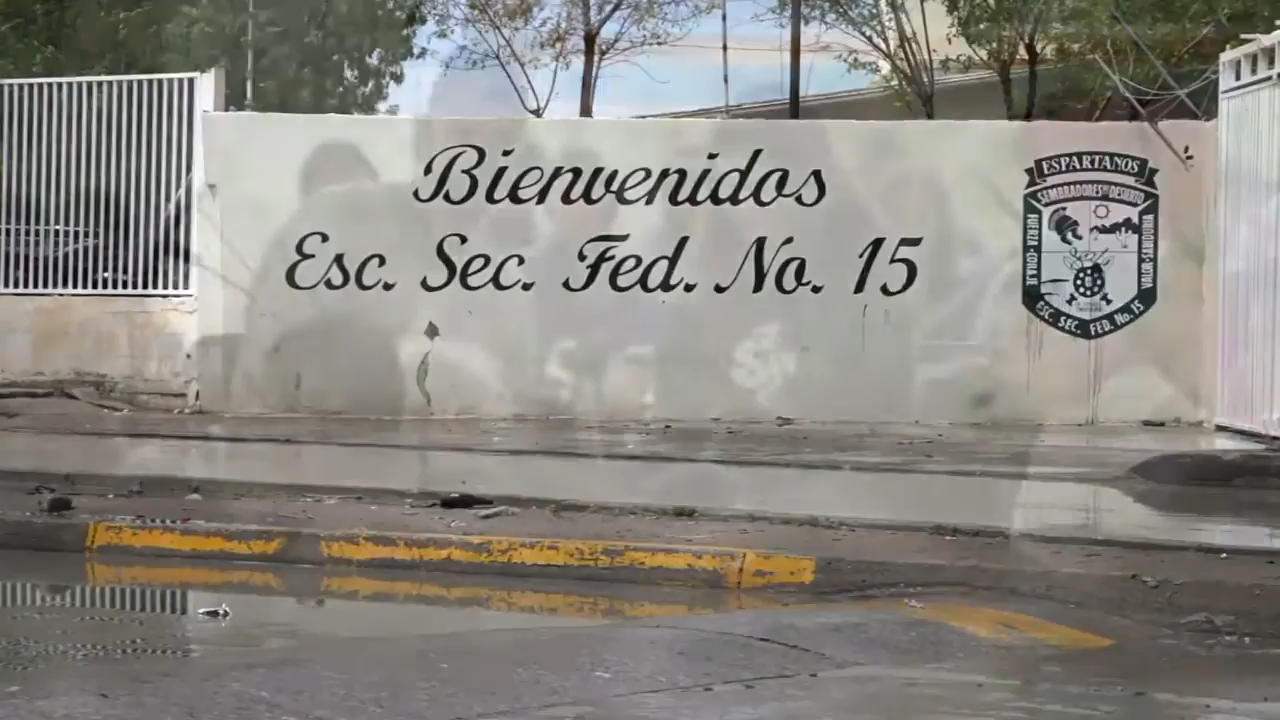 Bienvenidos
Esc. Sec. Fed. No. 15
ESPARTANOS
SEMBRADORES DEL DESIERTO
FUERZA - CORAJE
VALOR - SABIDURIA
ESC. SEC. FED. No. 15